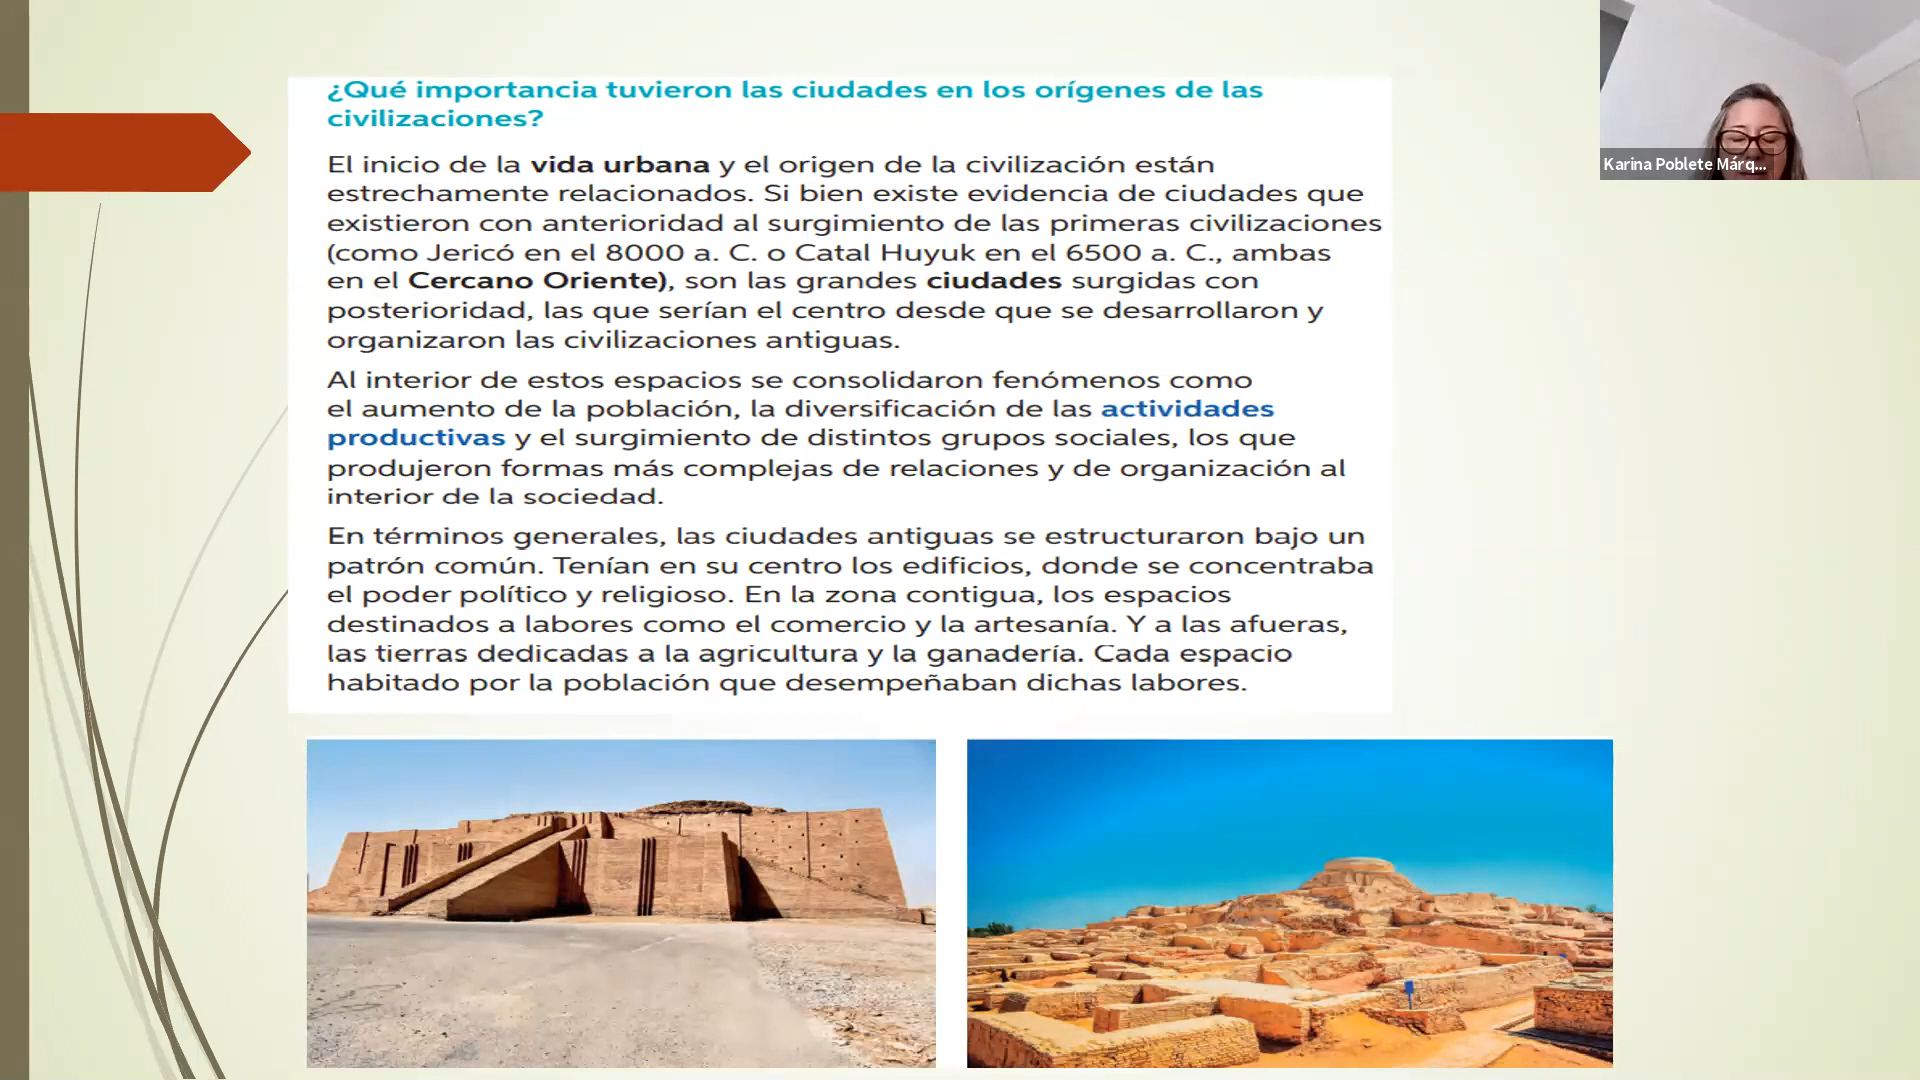 ¿Qué importancia tuvieron las ciudades en los orígenes de las
civilizaciones?
El inicio de la vida urbana y el origen de la civilización están
estrechamente relacionados. Si bien existe evidencia de ciudades que
existieron con anterioridad al surgimiento de las primeras civilizaciones
(como Jericó en el 8000 a. C. o Catal Huyuk en el 6500 a. C., ambas
en el Cercano Oriente), son las grandes ciudades surgidas con
posterioridad, las que serían el centro desde que se desarrollaron y
organizaron las civilizaciones antiguas.
Al interior de estos espacios se consolidaron fenómenos como
el aumento de la población, la diversificación de las actividades
productivas y el surgimiento de distintos grupos sociales, los que
produjeron formas más complejas de relaciones y de organización al
interior de la sociedad.
En términos generales, las ciudades antiguas se estructuraron bajo un
patrón común. Tenían en su centro los edificios, donde se concentraba
el poder político y religioso. En la zona contigua, los espacios
destinados a labores como el comercio y la artesanía. Y a las afueras,
las tierras dedicadas a la agricultura y la ganadería. Cada espacio
habitado por la población que desempeñaban dichas labores.
Karina Poblete Márq...